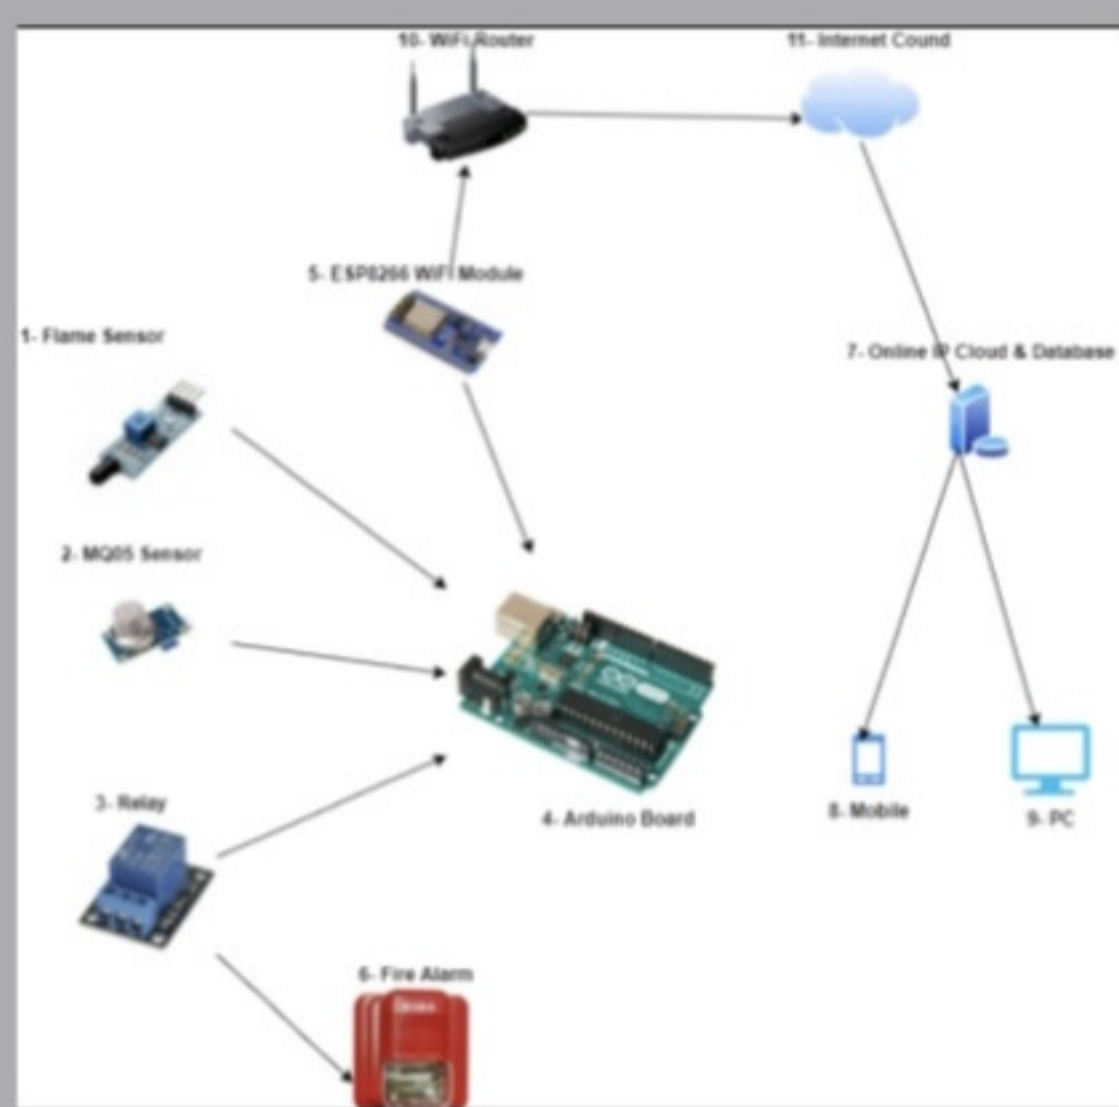 10- WiFi Router
11- Internet Cound
5- ESP8266 WiFi Module
1- Flame Sensor
7- Online IP Cloud & Database
2- MQ05 Sensor
3- Relay
4- Arduino Board
8- Mobile
9- PC
6- Fire Alarm